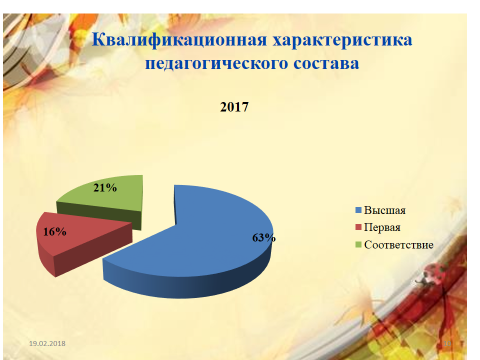 Квалификационная характеристика
педагогического состава
2017
21%
16%
63%
Высшая
Первая
Соответствие
19.02.2018